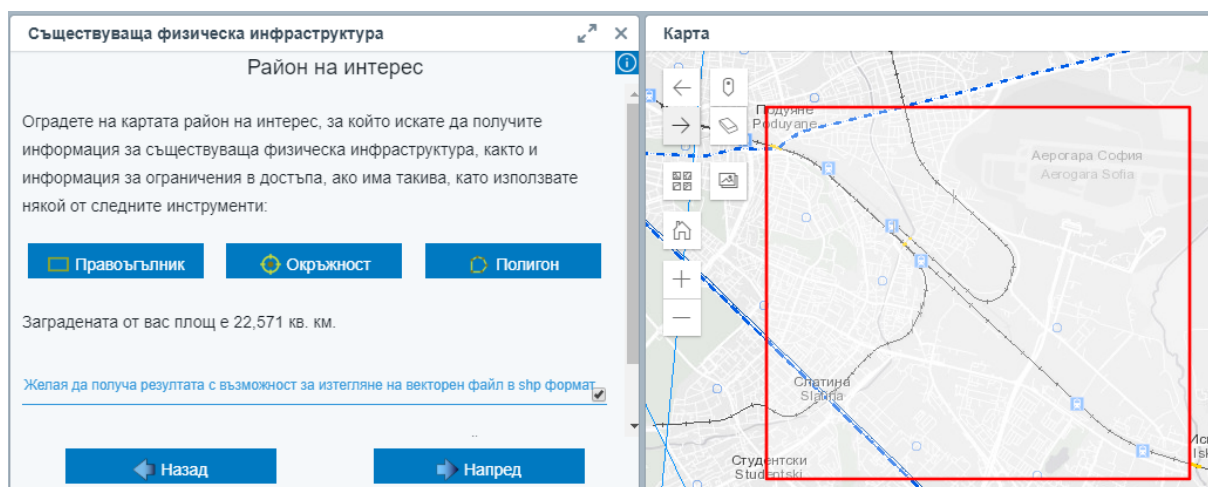 Съществуваща физическа инфраструктура
Район на интерес
Оградете на картата район на интерес, за който искате да получите
информация за съществуваща физическа инфраструктура, както и
информация за ограничения в достъпа, ако има такива, като използвате
някой от следните инструменти:
Правоъгълник
Окръжност
Полигон
Заградената от вас площ е 22,571 кв. км.
Желая да получа резултата с възможност за изтегляне на векторен файл в shp формат
Назад
Напред
Карта
Подуяне
Poduyane
Аерогара София
Aerogara Sofia
Слатина
Slatina
Студентски
Studentski